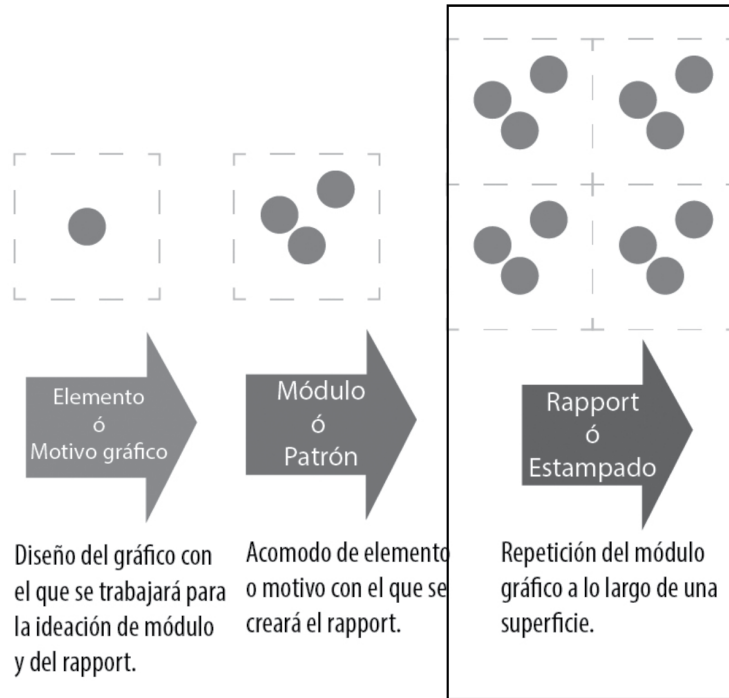 Elemento
ó
Motivo gráfico
Módulo
ó
Patrón
Rapport
ó
Estampado
Diseño del gráfico con
el que se trabajará para
la ideación de módulo
y del rapport.
Acomodo de elemento
o motivo con el que se
creará el rapport.
Repetición del módulo
gráfico a lo largo de una
superficie.